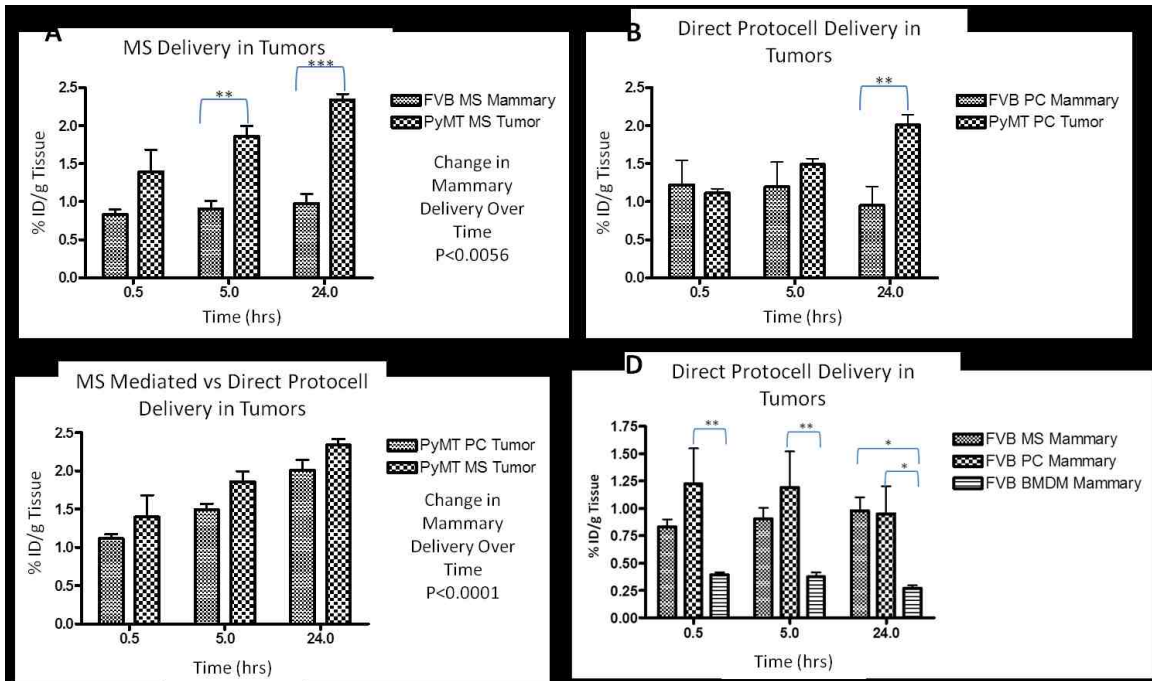 A
MS Delivery in Tumors
***
**
2.5
2.0
1.5
1.0
0.5
0.0
% ID/g Tissue
0.5 5.0 24.0
Time (hrs)
FVB MS Mammary
PyMT MS Tumor
Change in
Mammary
Delivery Over
Time
P<0.0056
B
Direct Protocell Delivery in
Tumors
**
2.5
2.0
1.5
1.0
0.5
0.0
% ID/g Tissue
0.5 5.0 24.0
Time (hrs)
FVB PC Mammary
PyMT PC Tumor
MS Mediated vs Direct Protocell
Delivery in Tumors
2.5
2.0
1.5
1.0
0.5
0.0
% ID/g Tissue
0.5 5.0 24.0
Time (hrs)
PyMT PC Tumor
PyMT MS Tumor
Change in
Mammary
Delivery Over
Time
P<0.0001
D
Direct Protocell Delivery in
Tumors
** ** *
*
1.75
1.50
1.25
1.00
0.75
0.50
0.25
0.00
% ID/g Tissue
0.5 5.0 24.0
Time (hrs)
FVB MS Mammary
FVB PC Mammary
FVB BMDM Mammary